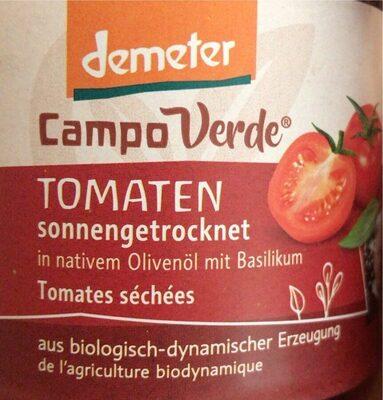 demeter
Campo Verde®
TOMATEN
sonnengetrocknet
in nativem Olivenöl mit Basilikum
Tomates séchées
aus biologisch-dynamischer Erzeugung
de l'agriculture biodynamique